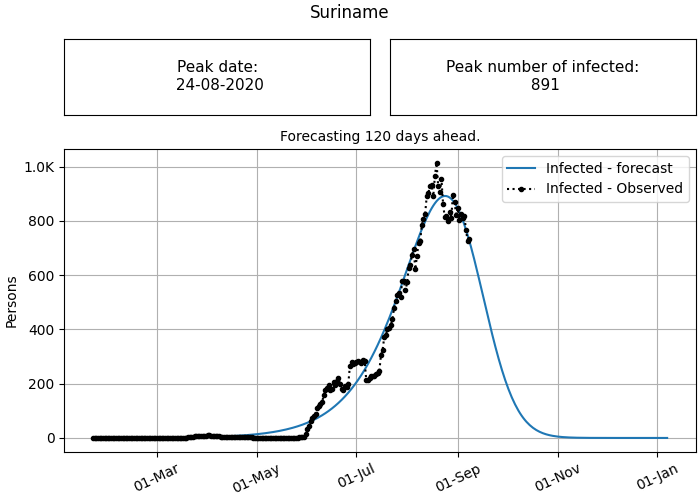 Suriname
Peak date:
24-08-2020
Peak number of infected:
891
Forecasting 120 days ahead.
Infected - forecast
Infected - Observed
1.0K
800
600
400
200
0
Persons
01-Mar
01-May
01-Jul
01-Sep
01-Nov
01-Jan